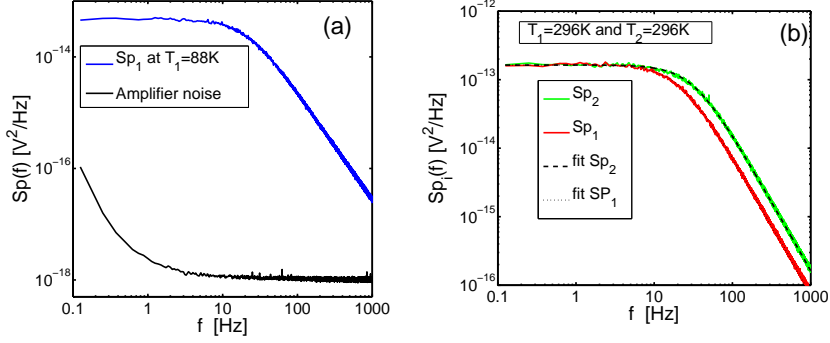 (a)
10^-14
10^-16
10^-18
Sp(f) [V^2/Hz]
Sp_1 at T_1=88K
Amplifier noise
0.1 1 10 100 1000
f [Hz]
(b)
T_1=296K and T_2=296K
10^-12
10^-13
10^-14
10^-15
10^-16
Sp_i(f) [V^2/Hz]
Sp_2
Sp_1
fit Sp_2
fit SP_1
0.1 1 10 100 1000
f [Hz]